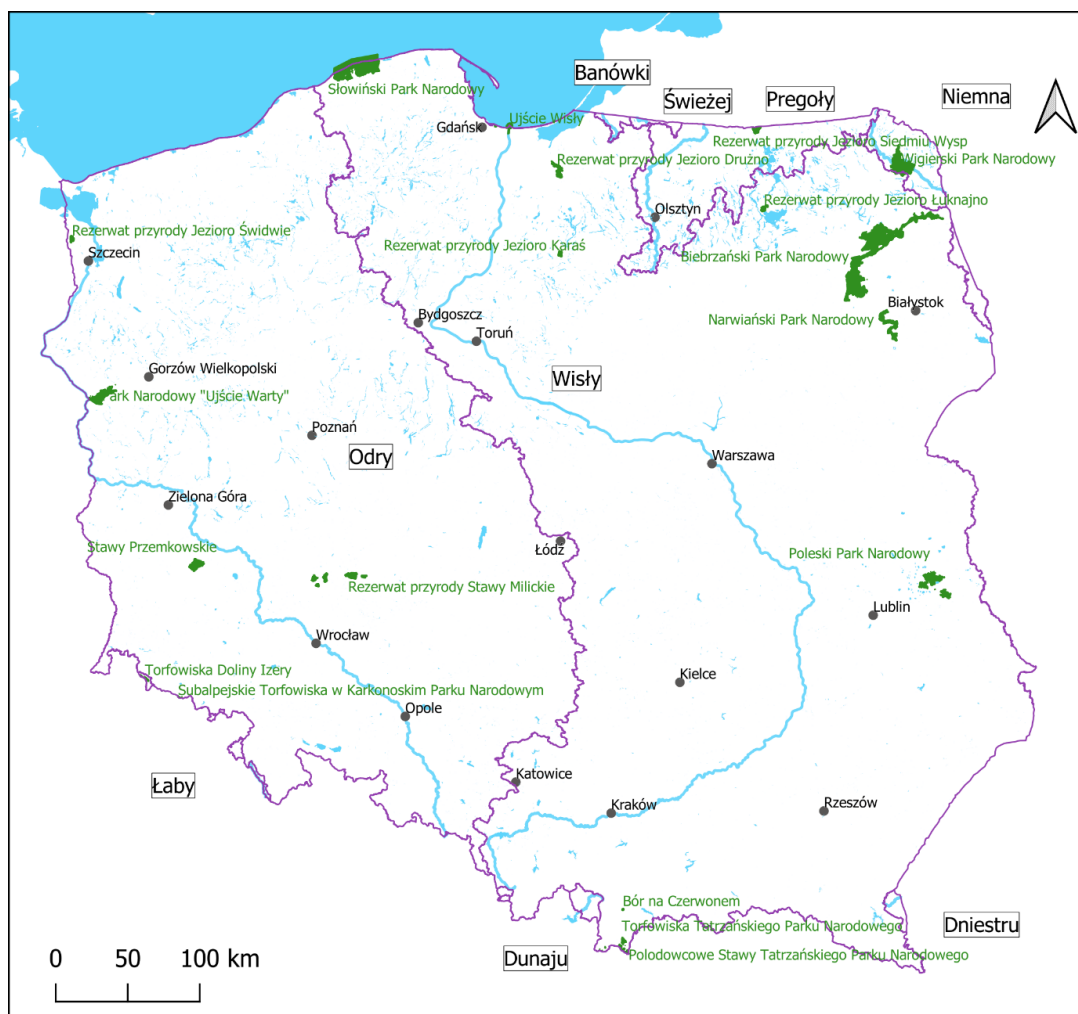 Banówki
Słowiński Park Narodowy
Świeżej
Pregoły
Niemna
Gdańsk
Ujście Wisły
Rezerwat przyrody Jezioro Siedmiu Wysp
Rezerwat przyrody Jezioro Drużno
Wigierski Park Narodowy
Rezerwat przyrody Jezioro Łuknajno
Olsztyn
Rezerwat przyrody Jezioro Świdwie
Rezerwat przyrody Jezioro Karaś
Szczecin
Biebrzański Park Narodowy
Białystok
Bydgoszcz
Narwiański Park Narodowy
Toruń
Gorzów Wielkopolski
Wisły
Park Narodowy "Ujście Warty"
Poznań
Odry
Warszawa
Zielona Góra
Stawy Przemkowskie
Łódź
Poleski Park Narodowy
Rezerwat przyrody Stawy Milickie
Lublin
Wrocław
Torfowiska Doliny Izery
Kielce
Subalpejskie Torfowiska w Karkonoskim Parku Narodowym
Opole
Łaby
Katowice
Kraków
Rzeszów
Bór na Czerwonem
Torfowiska Tatrzańskiego Parku Narodowego
Dniestru
Dunaju
Polodowcowe Stawy Tatrzańskiego Parku Narodowego
0 50 100 km